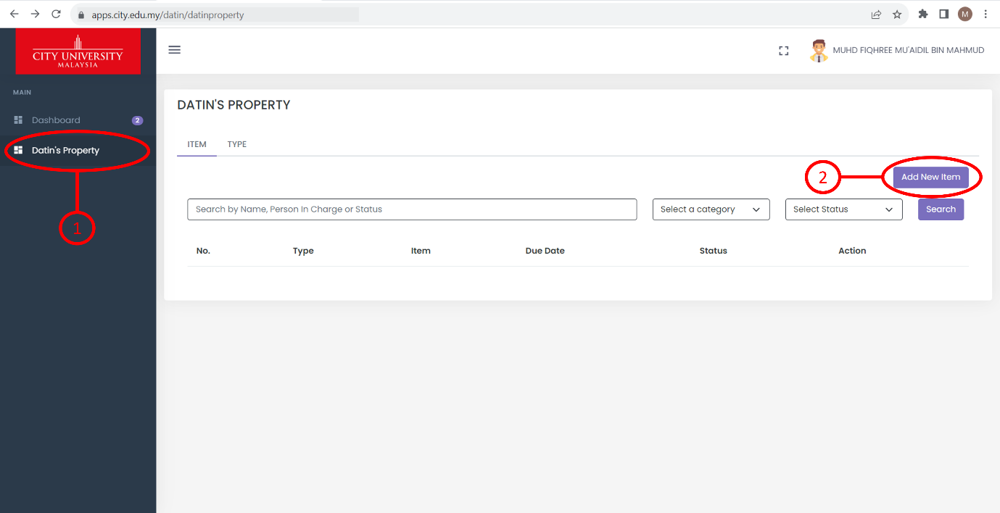 apps.city.edu.my/datin/datinproperty
M
CITY UNIVERSITY
MALAYSIA
MUHD FIQHREE MU'AIDIL BIN MAHMUD
MAIN
Dashboard 2
Datin's Property
1
DATIN'S PROPERTY
ITEM TYPE
2 Add New Item
Search by Name, Person In Charge or Status Select a category Select Status Search
No. Type Item Due Date Status Action